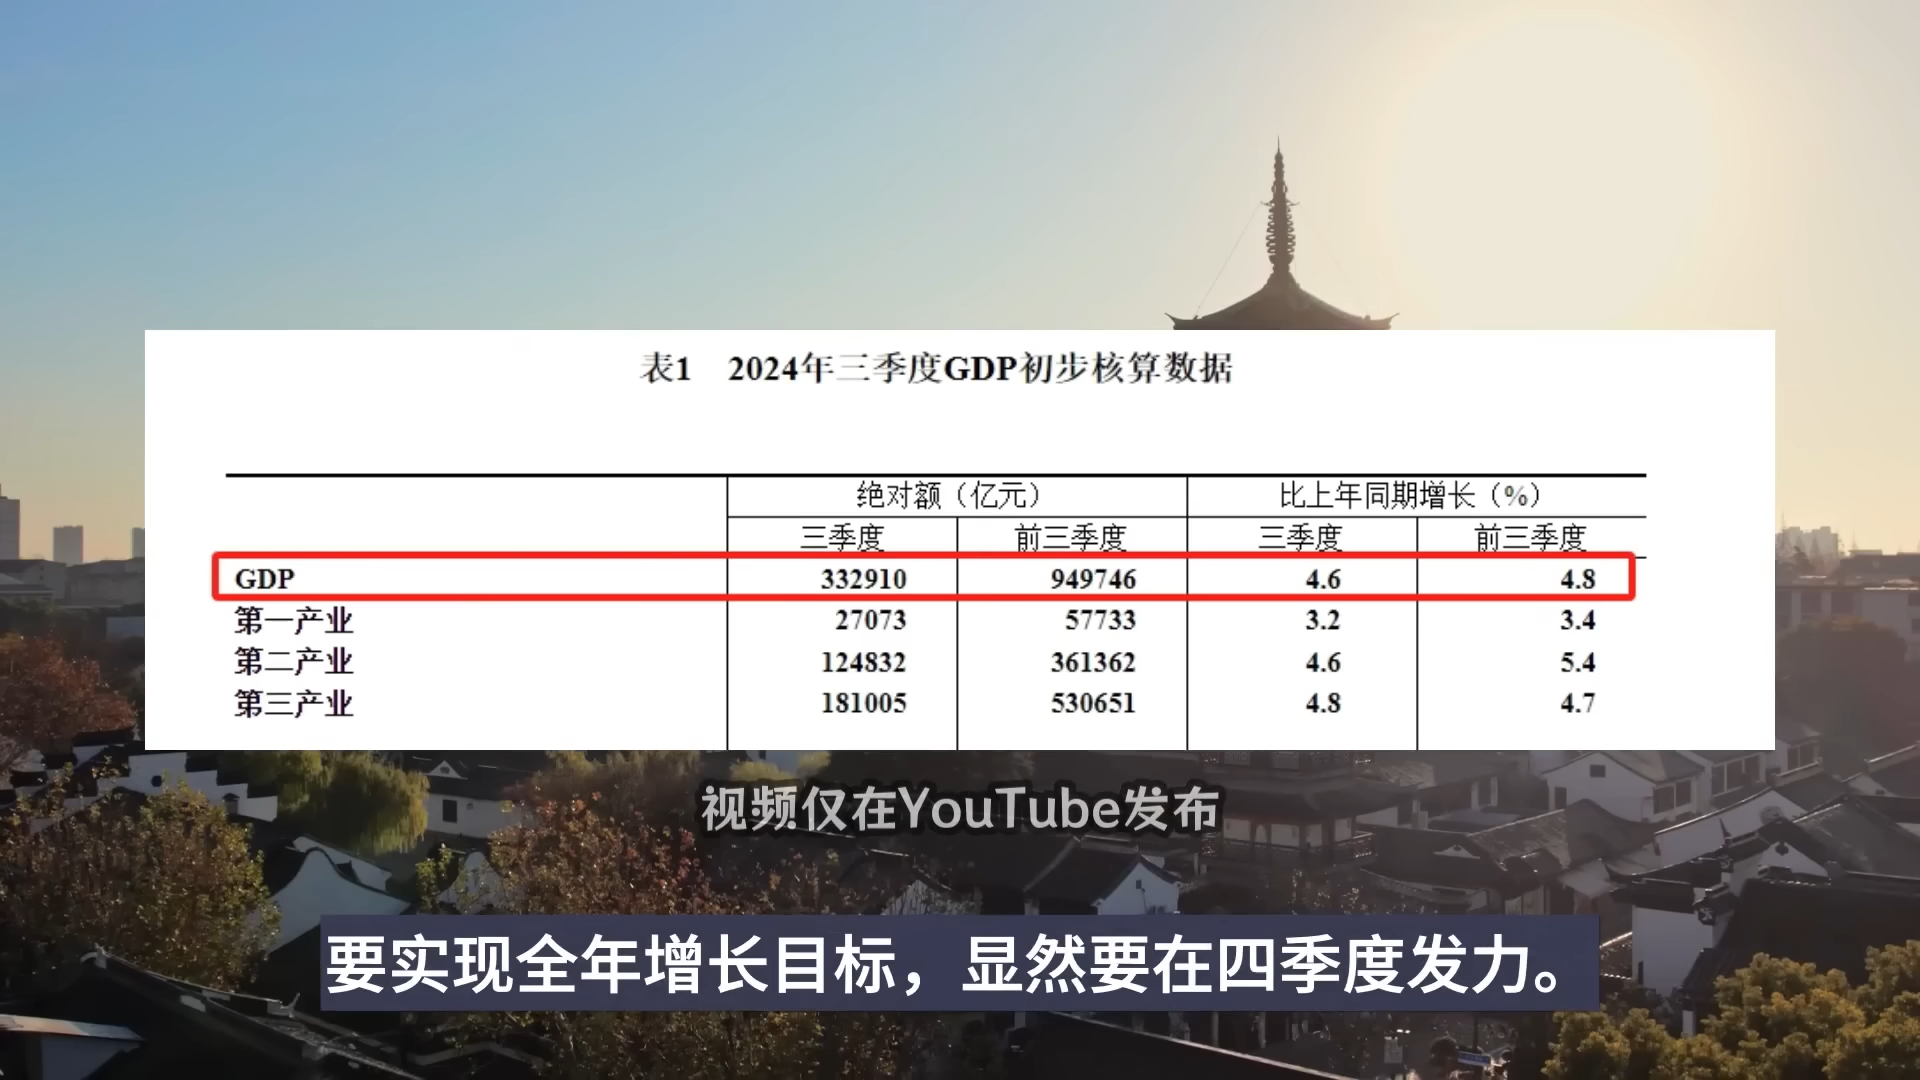 表1 2024年三季度GDP初步核算数据
绝对额（亿元） 比上年同期增长（%）
三季度 前三季度 三季度 前三季度
GDP 332910 949746 4.6 4.8
第一产业 27073 57733 3.2 3.4
第二产业 124832 361362 4.6 5.4
第三产业 181005 530651 4.8 4.7
视频仅在YouTube发布
要实现全年增长目标，显然要在四季度发力。